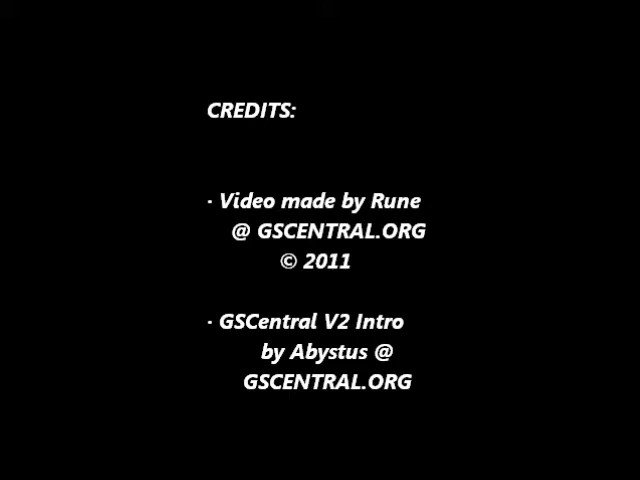 CREDITS:
· Video made by Rune
@ GSCENTRAL.ORG
© 2011
· GSCentral V2 Intro
by Abystus @
GSCENTRAL.ORG